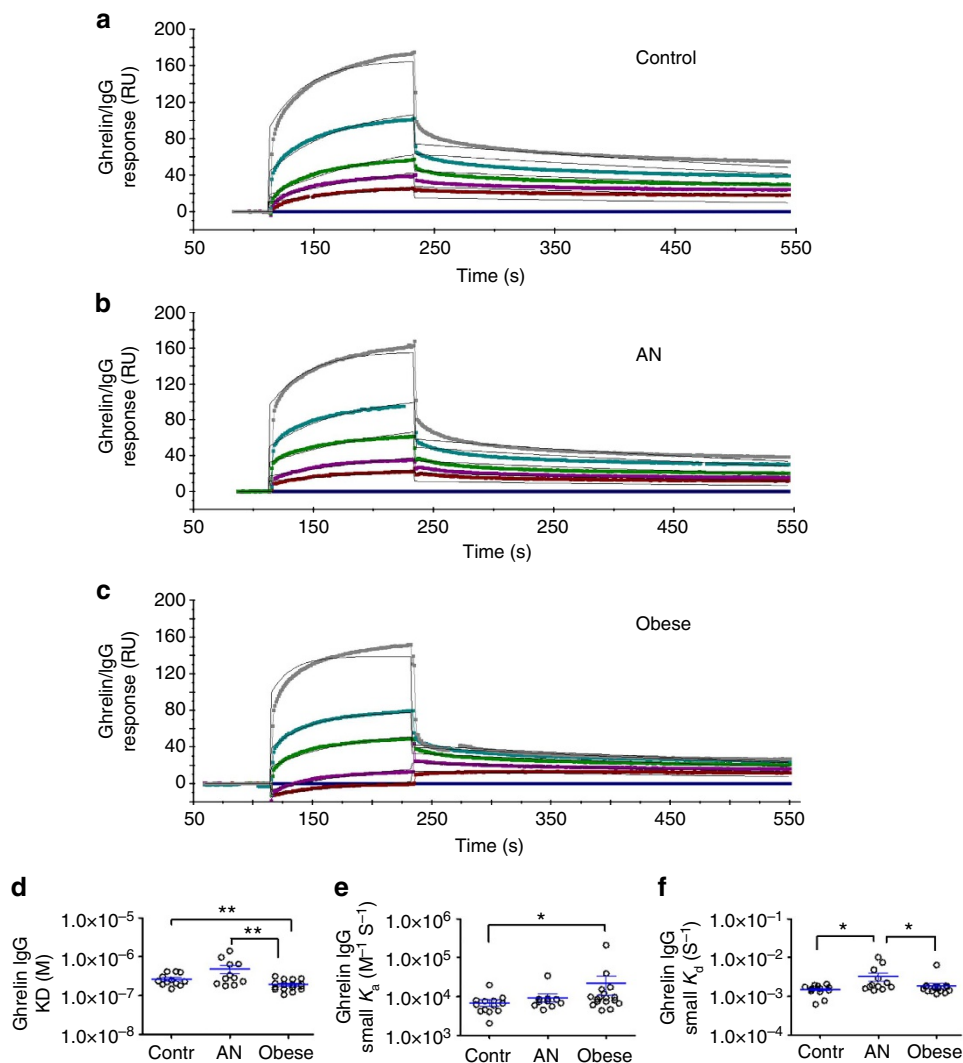 a
Control
Ghrelin/IgG
response (RU)
200
160
120
80
40
0
50 150 250 350 450 550
Time (s)
b
AN
Ghrelin/IgG
response (RU)
200
160
120
80
40
0
50 150 250 250 450 550
Time (s)
c
Obese
Ghrelin/IgG
response (RU)
200
160
120
80
40
0
50 150 250 350 450 550
Time (s)
d
Ghrelin IgG
KD (M)
1.0×10⁻⁵
1.0×10⁻⁶
1.0×10⁻⁷
1.0×10⁻⁸
**
**
Contr AN Obese
e
Ghrelin IgG
small Kₐ (M⁻¹ S⁻¹)
1.0×10⁶
1.0×10⁵
1.0×10⁴
1.0×10³
*
Contr AN Obese
f
Ghrelin IgG
small K_d (S⁻¹)
1.0×10⁻¹
1.0×10⁻²
1.0×10⁻³
1.0×10⁻⁴
* *
Contr AN Obese